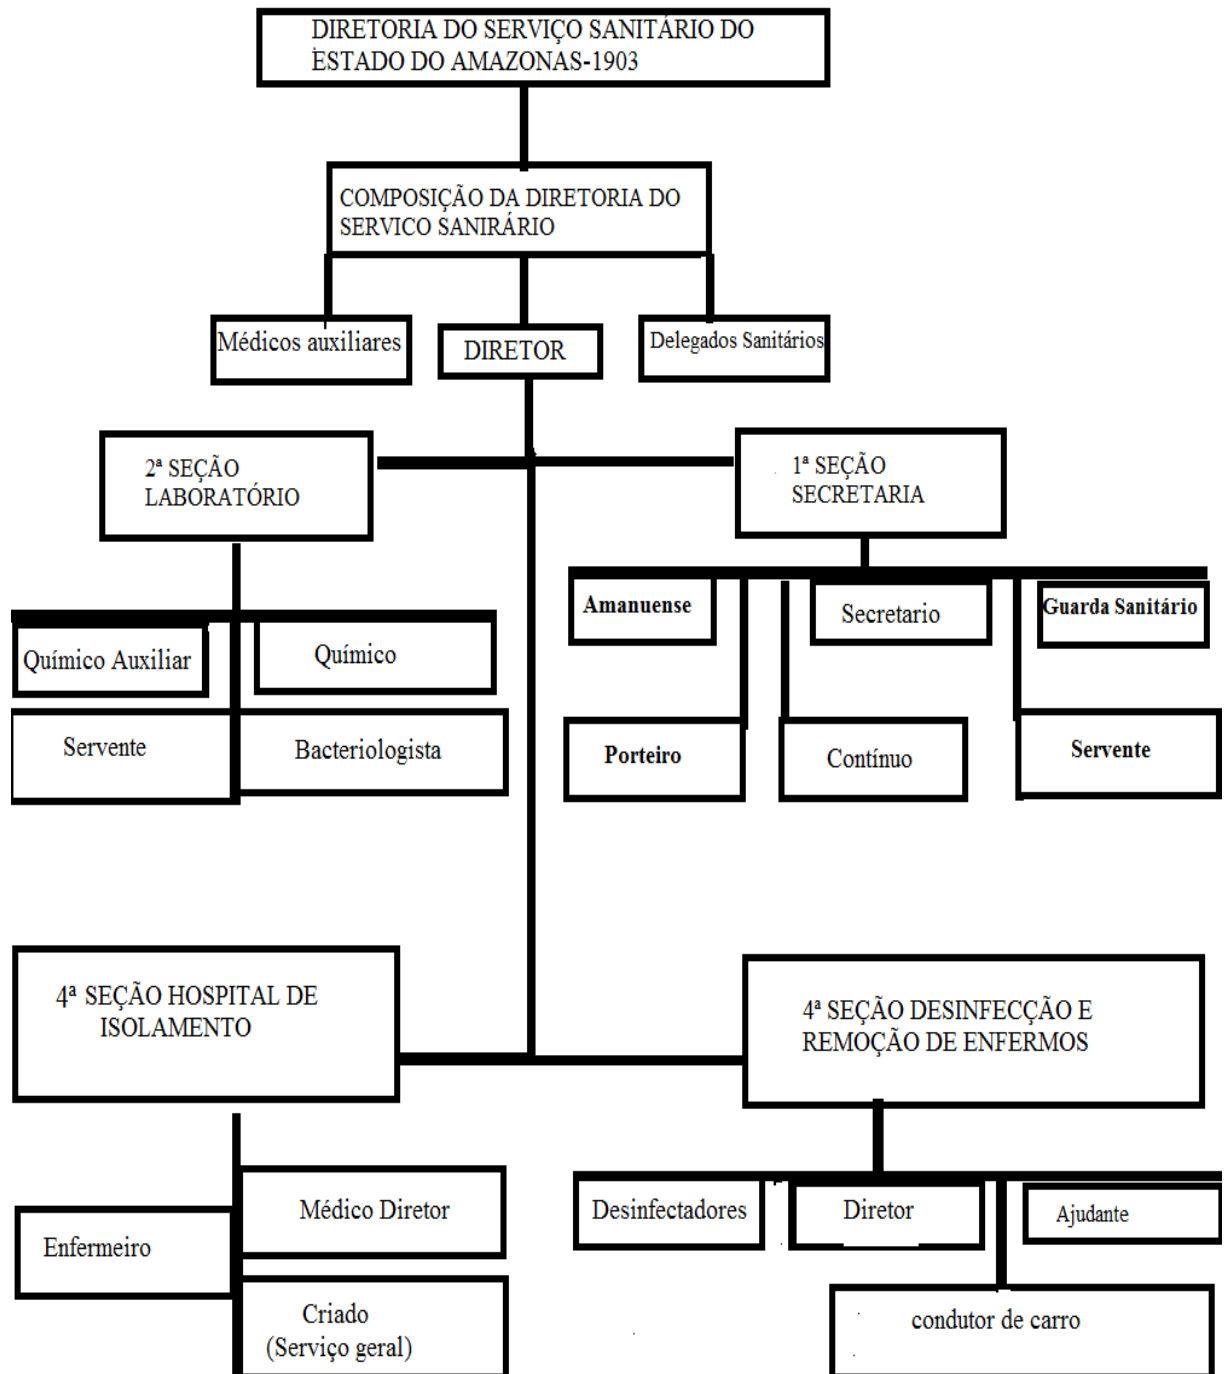 DIRETORIA DO SERVIÇO SANITÁRIO DO
ESTADO DO AMAZONAS-1903
COMPOSIÇÃO DA DIRETORIA DO
SERVICO SANIRÁRIO
Médicos auxiliares
DIRETOR
Delegados Sanitários
2ª SEÇÃO
LABORATÓRIO
1ª SEÇÃO
SECRETARIA
Químico Auxiliar
Químico
Servente
Bacteriologista
Amanuense
Secretario
Guarda Sanitário
Porteiro
Contínuo
Servente
4ª SEÇÃO HOSPITAL DE
ISOLAMENTO
4ª SEÇÃO DESINFECÇÃO E
REMOÇÃO DE ENFERMOS
Enfermeiro
Médico Diretor
Criado
(Serviço geral)
Desinfectadores
Diretor
Ajudante
condutor de carro